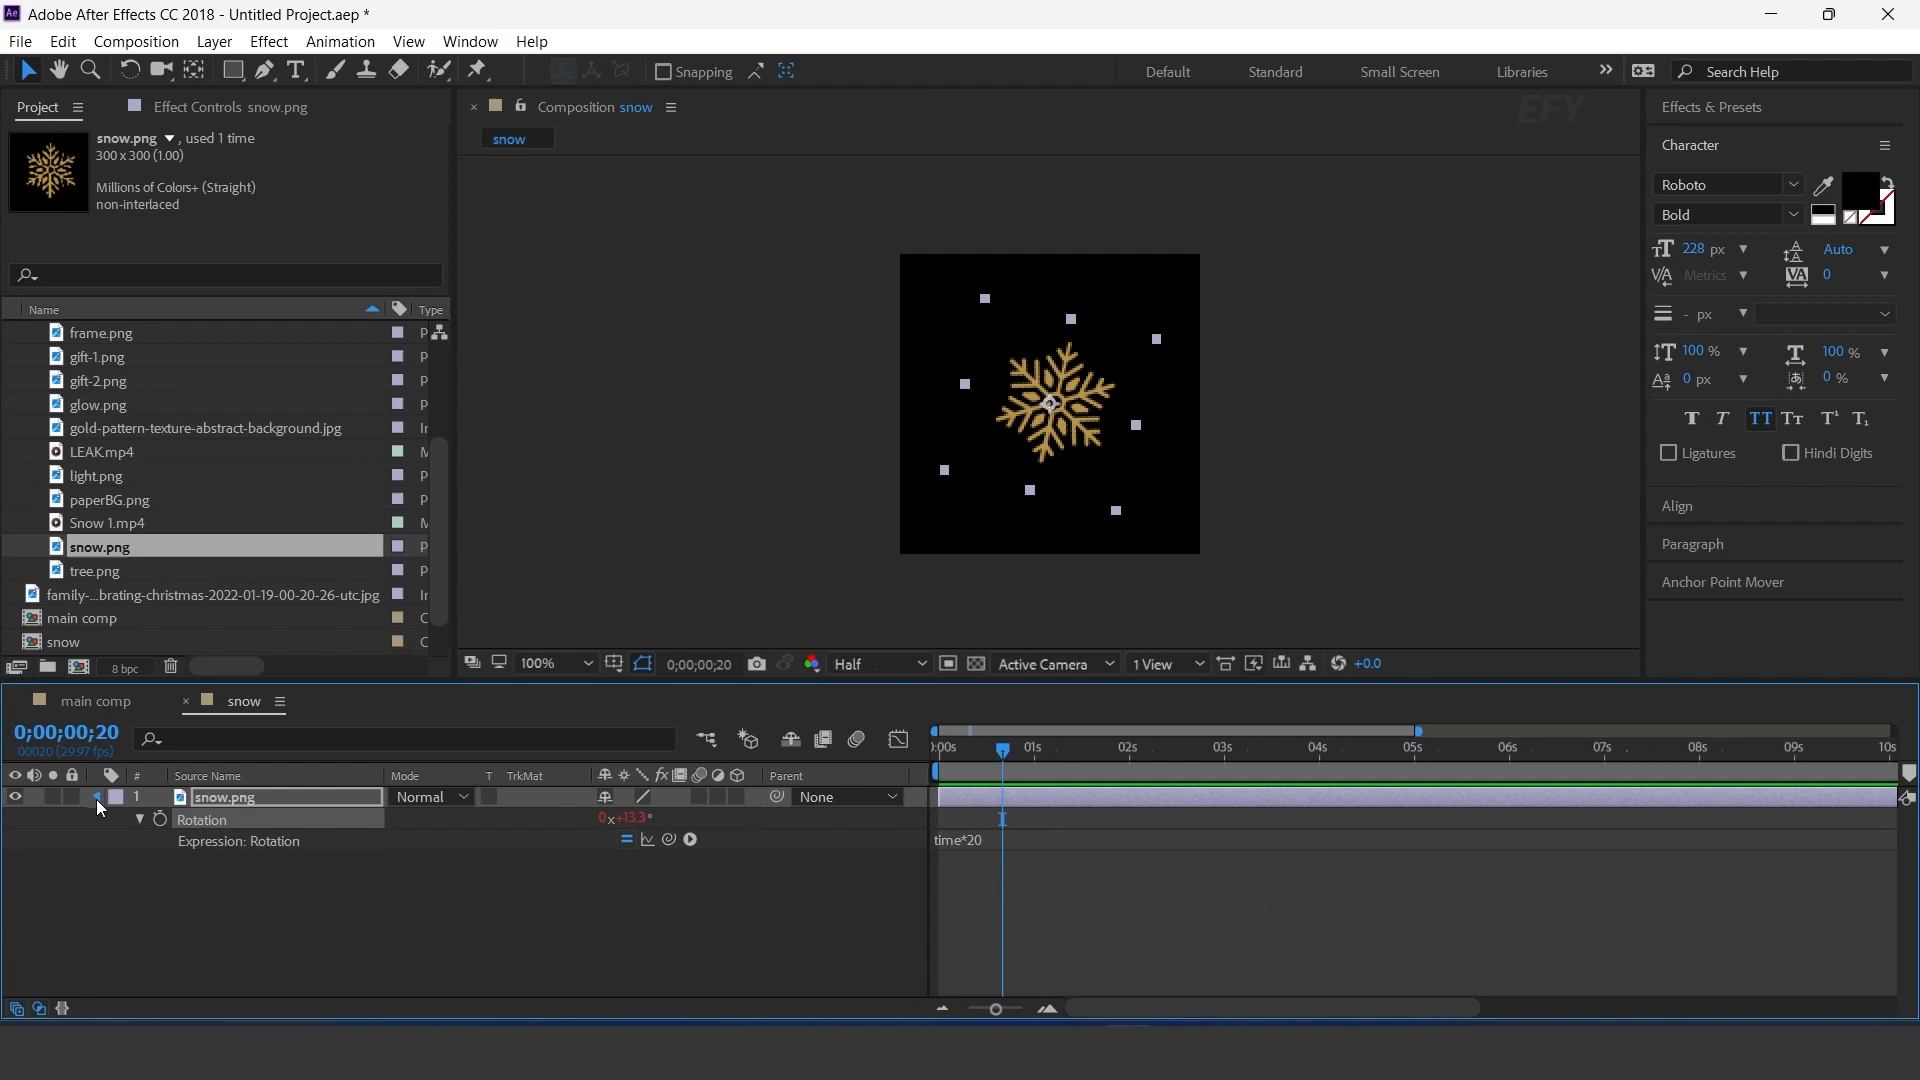 Adobe After Effects CC 2018 - Untitled Project.aep *
File Edit Composition Layer Effect Animation View Window Help
Snapping Default Standard Small Screen Libraries Search Help
Project Effect Controls snow.png
snow.png , used 1 time
300 x 300 (1.00)
Millions of Colors+ (Straight)
non-interlaced
Name Type
frame.png P
gift-1.png P
gift-2.png P
glow.png P
gold-pattern-texture-abstract-background.jpg
LEAK.mp4
light.png P
paperBG.png P
Snow 1.mp4
snow.png P
tree.png P
family-...brating-christmas-2022-01-19-00-20-26-utc.jpg
main comp
snow
8 bpc
Composition snow
EFY
snow
100% 0;00;00;20 Half Active Camera 1 View +0.0
Effects & Presets
Character
Roboto
Bold
228 px Auto
Metrics 0
- px
100 % 100 %
0 px 0 %
T T TT Tт T¹ T₁
Ligatures Hindi Digits
Align
Paragraph
Anchor Point Mover
main comp snow
0;00;00;20
00020 (29.97 fps)
):00s 01s 02s 03s 04s 05s 06s 07s 08s 09s 10s
# Source Name Mode T TrkMat fx Parent
1 snow.png Normal None
Rotation 0x+13.3°
Expression: Rotation time*20